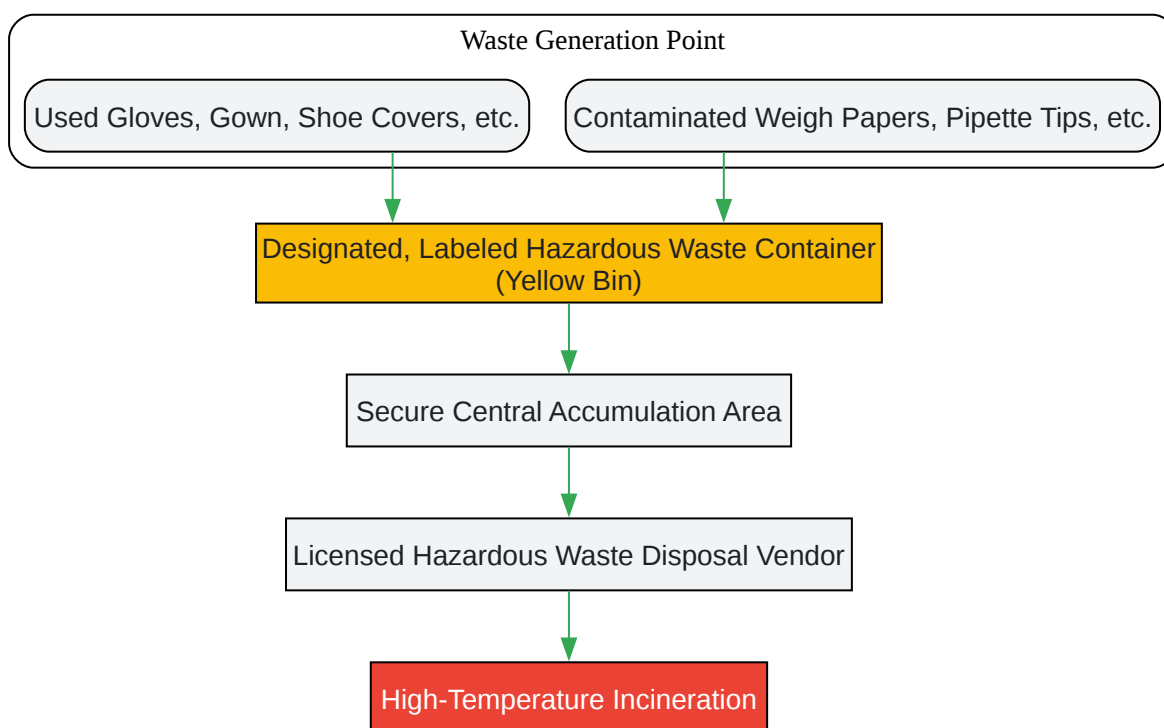 Waste Generation Point
Used Gloves, Gown, Shoe Covers, etc.
Contaminated Weigh Papers, Pipette Tips, etc.
Designated, Labeled Hazardous Waste Container
(Yellow Bin)
Secure Central Accumulation Area
Licensed Hazardous Waste Disposal Vendor
High-Temperature Incineration